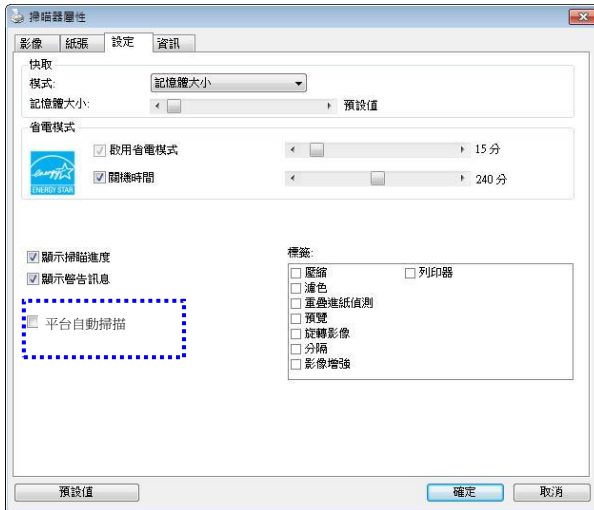 掃瞄器屬性
影像 紙張 設定 資訊
快取
模式: 記憶體大小
記憶體大小: 預設值
省電模式
啟用省電模式 15 分
關機時間 240 分
ENERGY STAR
顯示掃瞄進度
顯示警告訊息
平台自動掃描
標籤:
壓縮 列印器
濾色
重疊進紙偵測
預覽
旋轉影像
分隔
影像增強
預設值 確定 取消